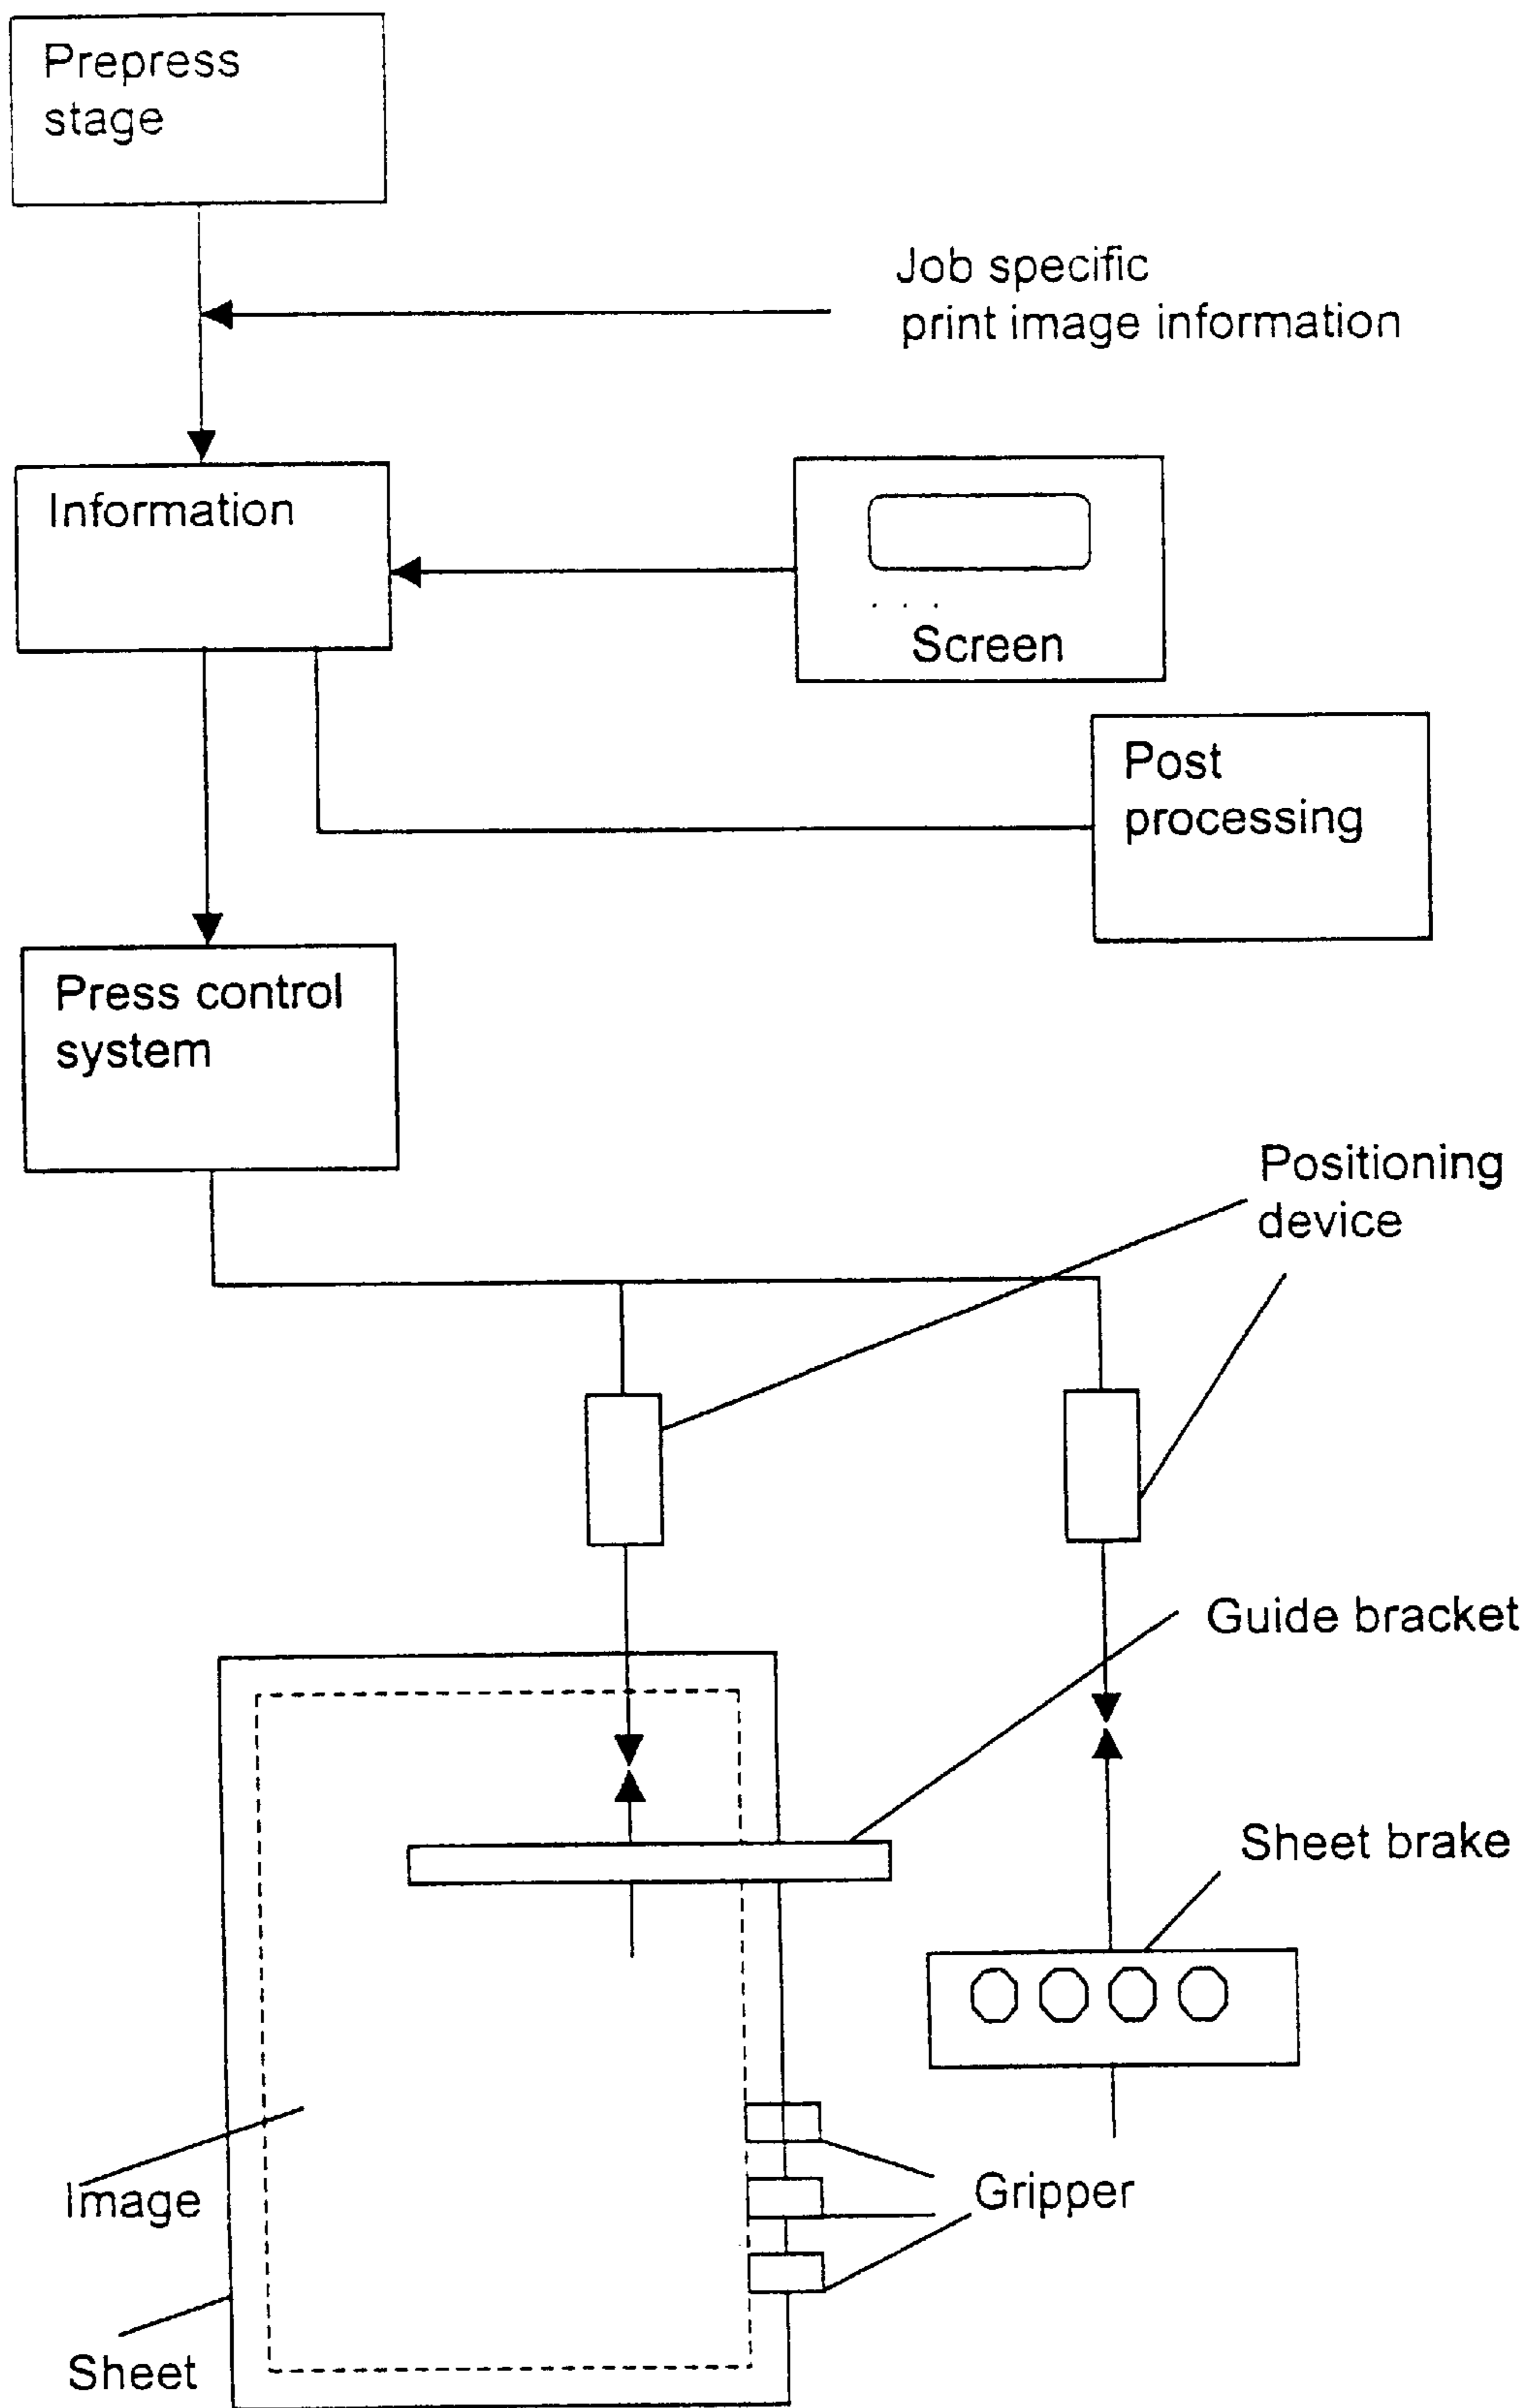 Prepress
stage
Job specific
print image information
Information
Screen
Post
processing
Press control
system
Positioning
device
Guide bracket
Sheet brake
Image
Gripper
Sheet